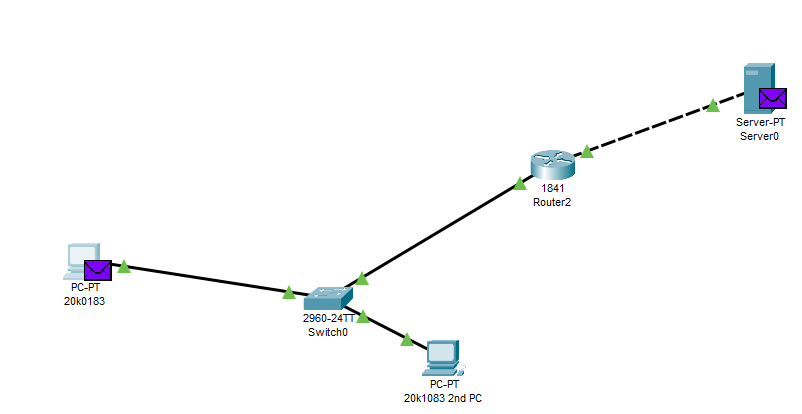 Server-PT
Server0
1841
Router2
PC-PT
20k0183
2960-24TT
Switch0
PC-PT
20k1083 2nd PC